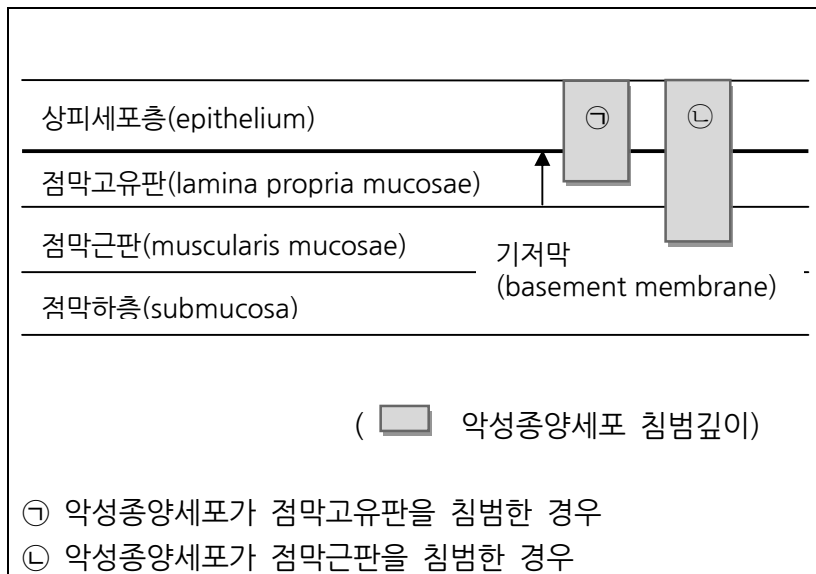 상피세포층(epithelium)
㉠
㉡
점막고유판(lamina propria mucosae)
점막근판(muscularis mucosae)
기저막
(basement membrane)
점막하층(submucosa)
( 악성종양세포 침범깊이)
㉠ 악성종양세포가 점막고유판을 침범한 경우
㉡ 악성종양세포가 점막근판을 침범한 경우